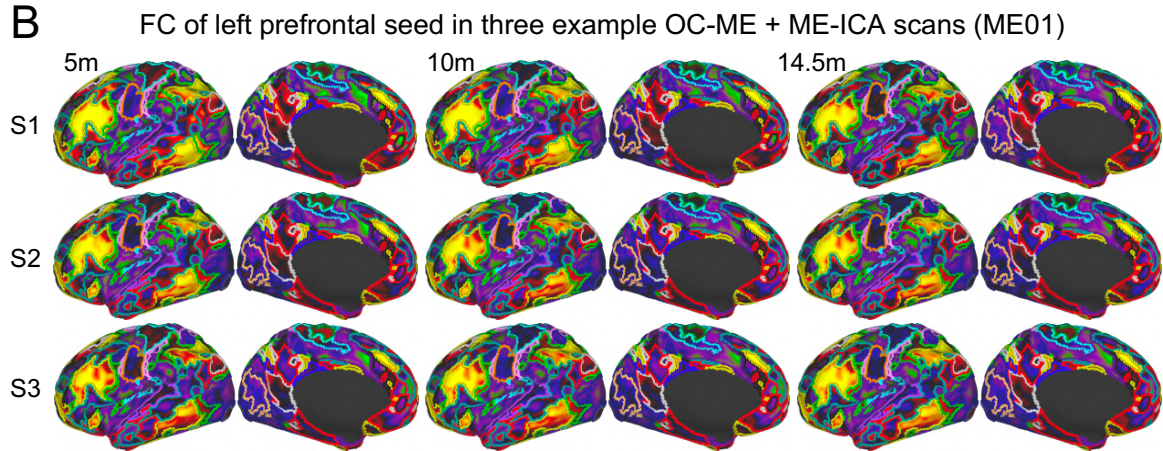 B
FC of left prefrontal seed in three example OC-ME + ME-ICA scans (ME01)
5m 10m 14.5m
S1
S2
S3